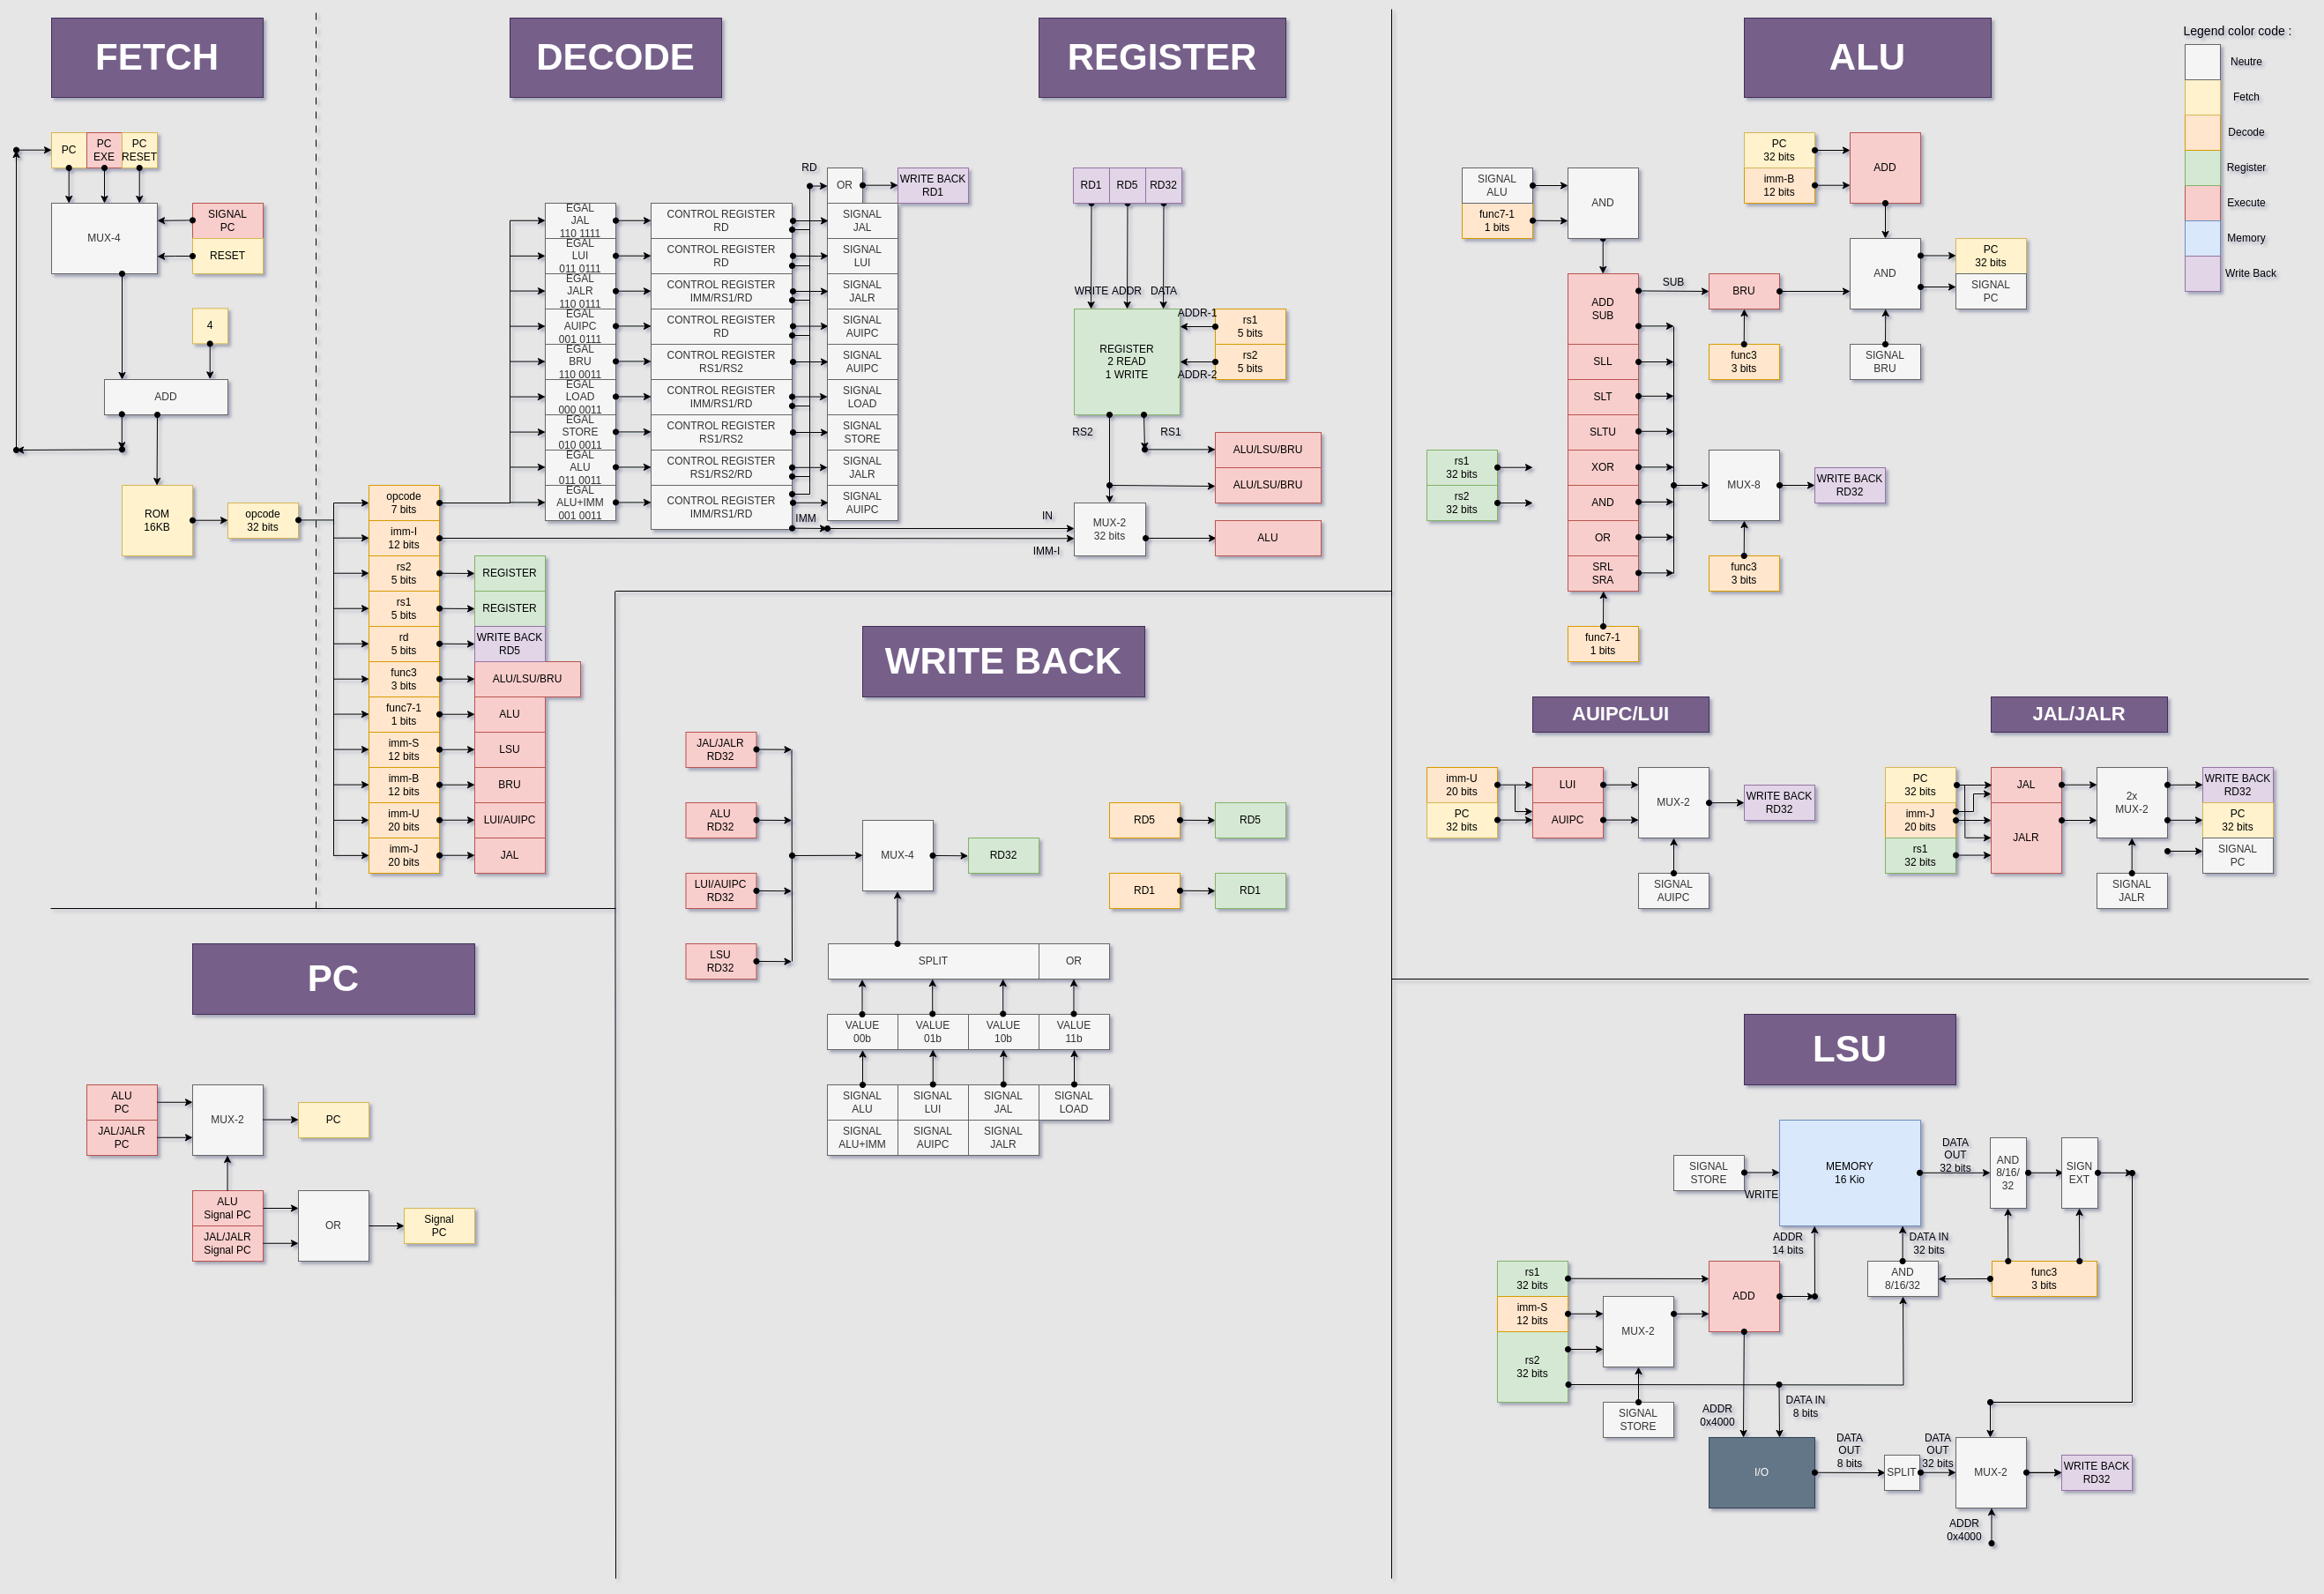 FETCH
DECODE
REGISTER
ALU
Legend color code :
Neutre
Fetch
Decode
Register
Execute
Memory
Write Back
PC
PC
EXE
PC
RESET
MUX-4
SIGNAL
PC
RESET
4
ADD
ROM
16KB
opcode
32 bits
opcode
7 bits
imm-I
12 bits
rs2
5 bits
rs1
5 bits
rd
5 bits
func3
3 bits
func7-1
1 bits
imm-S
12 bits
imm-B
12 bits
imm-U
20 bits
imm-J
20 bits
REGISTER
REGISTER
WRITE BACK
RD5
ALU/LSU/BRU
ALU
LSU
BRU
LUI/AUIPC
JAL
EGAL
JAL
110 1111
EGAL
LUI
011 0111
EGAL
JALR
110 0111
EGAL
AUIPC
001 0111
EGAL
BRU
110 0011
EGAL
LOAD
000 0011
EGAL
STORE
010 0011
EGAL
ALU
011 0011
EGAL
ALU+IMM
001 0011
CONTROL REGISTER
RD
CONTROL REGISTER
RD
CONTROL REGISTER
IMM/RS1/RD
CONTROL REGISTER
RD
CONTROL REGISTER
RS1/RS2
CONTROL REGISTER
IMM/RS1/RD
CONTROL REGISTER
RS1/RS2
CONTROL REGISTER
RS1/RS2/RD
CONTROL REGISTER
IMM/RS1/RD
RD
IMM
OR
WRITE BACK
RD1
SIGNAL
JAL
SIGNAL
LUI
SIGNAL
JALR
SIGNAL
AUIPC
SIGNAL
AUIPC
SIGNAL
LOAD
SIGNAL
STORE
SIGNAL
JALR
SIGNAL
AUIPC
RD1
RD5
RD32
WRITE
ADDR
DATA
REGISTER
2 READ
1 WRITE
ADDR-1
ADDR-2
rs1
5 bits
rs2
5 bits
RS2
RS1
ALU/LSU/BRU
ALU/LSU/BRU
IN
IMM-I
MUX-2
32 bits
ALU
SIGNAL
ALU
func7-1
1 bits
AND
PC
32 bits
imm-B
12 bits
ADD
ADD
SUB
SLL
SLT
SLTU
XOR
AND
OR
SRL
SRA
SUB
BRU
func3
3 bits
AND
PC
32 bits
SIGNAL
PC
SIGNAL
BRU
rs1
32 bits
rs2
32 bits
MUX-8
WRITE BACK
RD32
func3
3 bits
func7-1
1 bits
AUIPC/LUI
imm-U
20 bits
PC
32 bits
LUI
AUIPC
MUX-2
WRITE BACK
RD32
SIGNAL
AUIPC
JAL/JALR
PC
32 bits
imm-J
20 bits
rs1
32 bits
JAL
JALR
2x
MUX-2
WRITE BACK
RD32
PC
32 bits
SIGNAL
PC
SIGNAL
JALR
WRITE BACK
JAL/JALR
RD32
ALU
RD32
LUI/AUIPC
RD32
LSU
RD32
MUX-4
RD32
RD5
RD5
RD1
RD1
SPLIT
OR
VALUE
00b
VALUE
01b
VALUE
10b
VALUE
11b
SIGNAL
ALU
SIGNAL
LUI
SIGNAL
JAL
SIGNAL
LOAD
SIGNAL
ALU+IMM
SIGNAL
AUIPC
SIGNAL
JALR
PC
ALU
PC
JAL/JALR
PC
MUX-2
PC
ALU
Signal PC
JAL/JALR
Signal PC
OR
Signal
PC
LSU
SIGNAL
STORE
WRITE
MEMORY
16 Kio
DATA
OUT
32 bits
AND
8/16/
32
SIGN
EXT
ADDR
14 bits
DATA IN
32 bits
AND
8/16/32
func3
3 bits
rs1
32 bits
imm-S
12 bits
rs2
32 bits
MUX-2
ADD
SIGNAL
STORE
ADDR
0x4000
DATA IN
8 bits
I/O
DATA
OUT
8 bits
SPLIT
DATA
OUT
32 bits
MUX-2
WRITE BACK
RD32
ADDR
0x4000